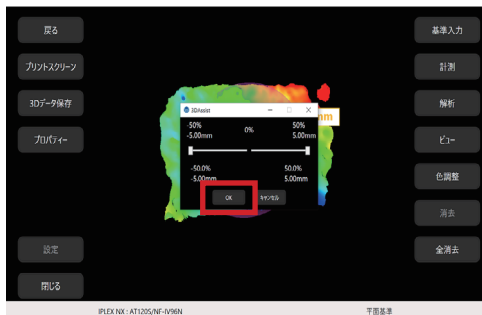 戻る
プリントスクリーン
3Dデータ保存
プロパティー
設定
閉じる
3DAssist
-50% 0% 50%
-5.00mm 5.00mm
-50.0% 50.0%
-5.00mm 5.00mm
OK キャンセル
mm
基準入力
計測
解析
ビュー
色調整
消去
全消去
IPLEX NX : AT120S/NF-IV96N 平面基準